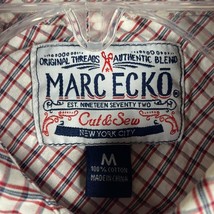 ORIGINAL THREADS AUTHENTIC BLEND
MARC ECKO
EST. NINETEEN SEVENTY TWO
Cut & Sew
NEW YORK CITY
M
100% COTTON
MADE IN CHINA